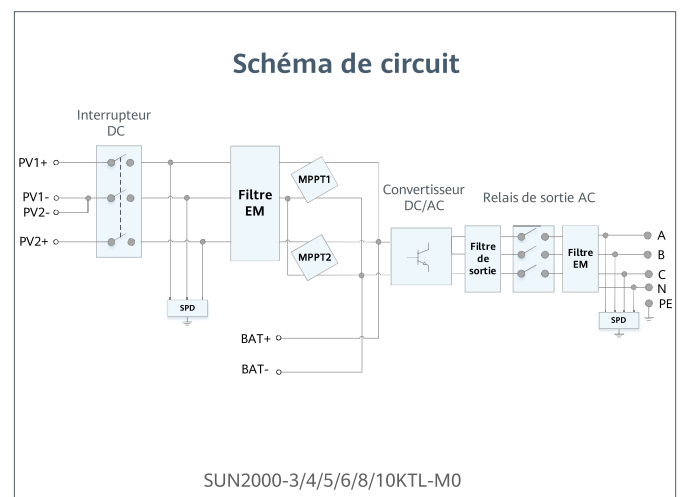 Schéma de circuit
Interrupteur
DC
PV1+
PV1-
PV2-
PV2+
SPD
Filtre
EM
MPPT1
MPPT2
BAT+
BAT-
Convertisseur
DC/AC
Filtre
de
sortie
Relais de sortie AC
Filtre
EM
A
B
C
N
PE
SPD
SUN2000-3/4/5/6/8/10KTL-M0